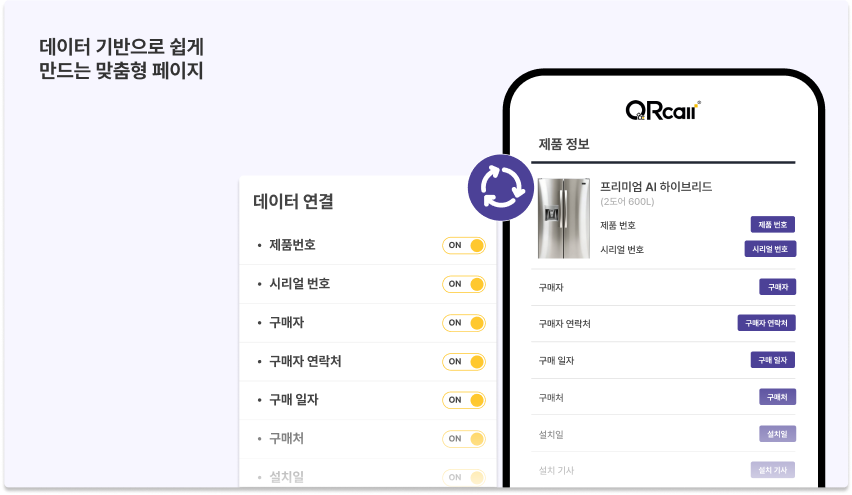 데이터 기반으로 쉽게
만드는 맞춤형 페이지
데이터 연결
• 제품번호 ON
• 시리얼 번호 ON
• 구매자 ON
• 구매자 연락처 ON
• 구매 일자 ON
• 구매처 ON
• 설치일 ON
QRcall
제품 정보
프리미엄 AI 하이브리드
(2도어 600L)
제품 번호 제품 번호
시리얼 번호 시리얼 번호
구매자 구매자
구매자 연락처 구매자 연락처
구매 일자 구매 일자
구매처 구매처
설치일 설치일
설치 기사 설치 기사